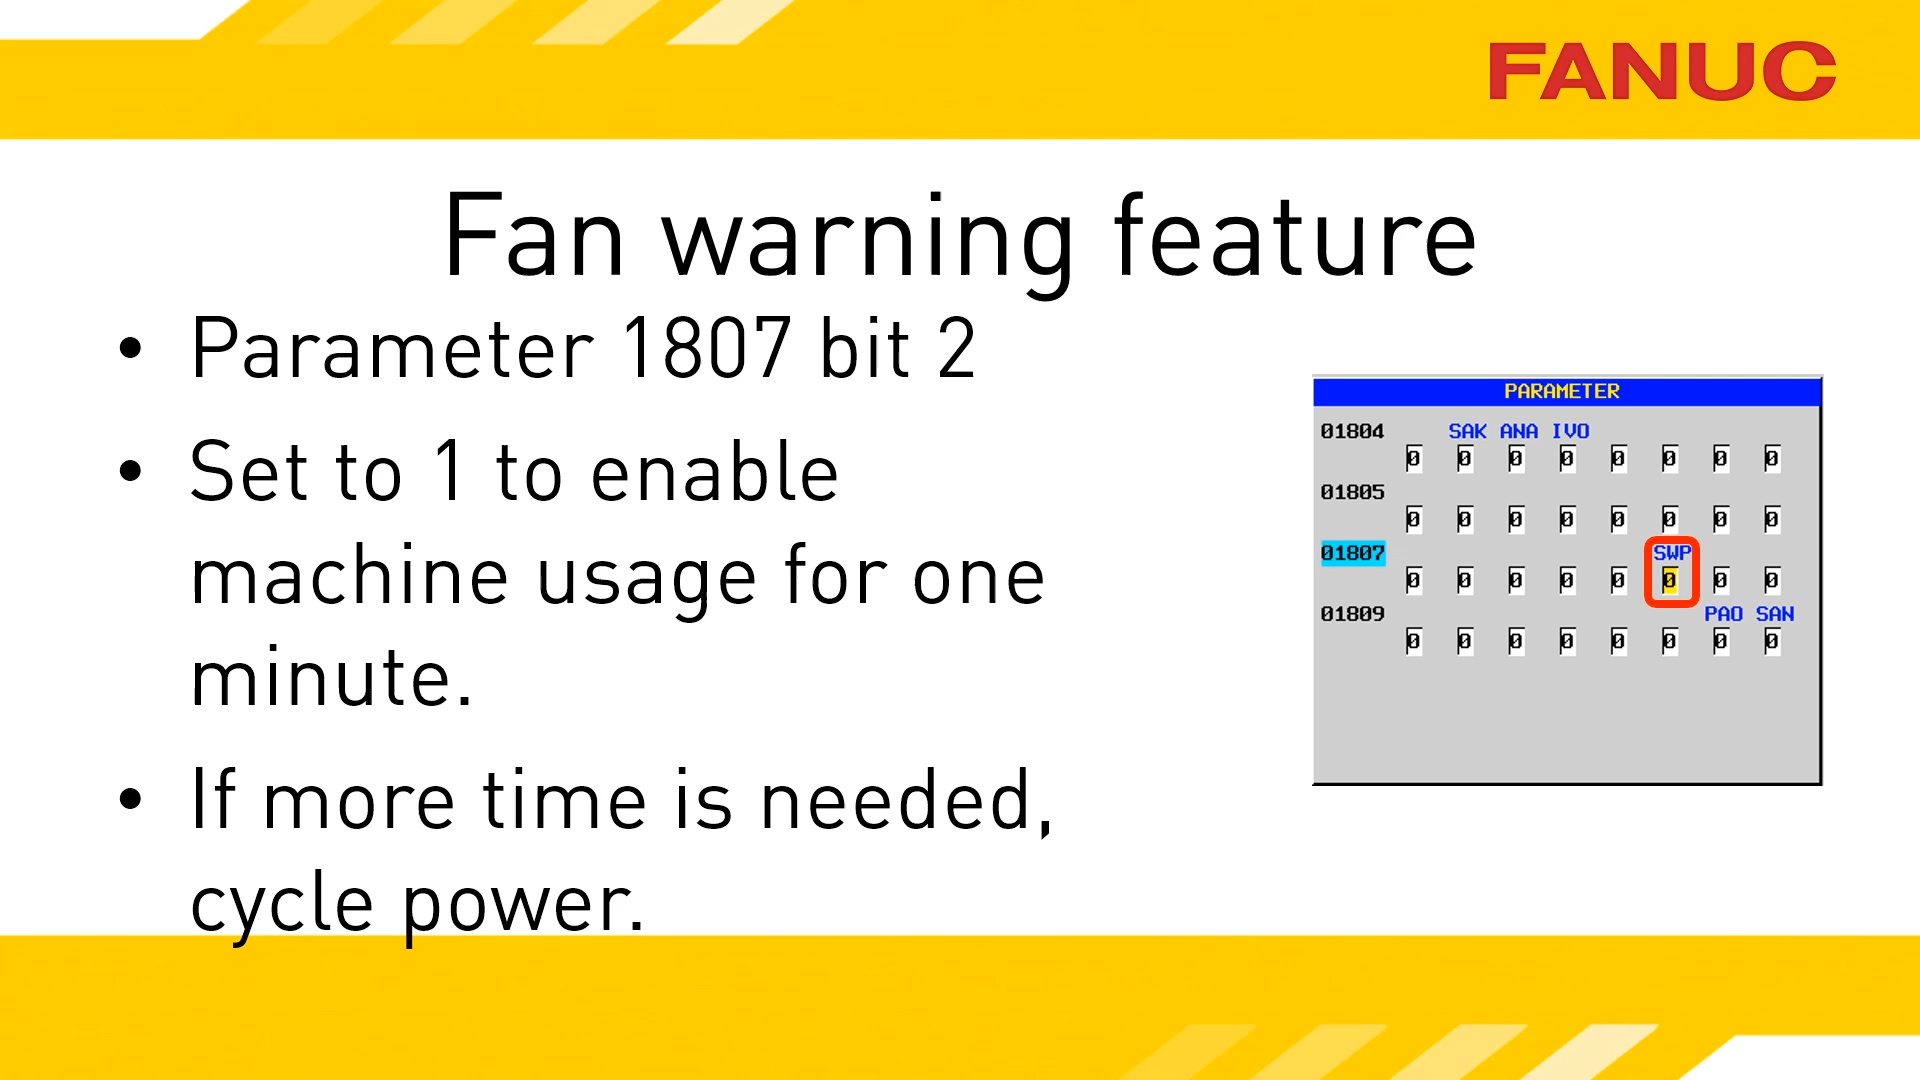 FANUC
Fan warning feature
• Parameter 1807 bit 2
• Set to 1 to enable
machine usage for one
minute.
• If more time is needed,
cycle power.
PARAMETER
01804 SAK ANA IVO
0 0 0 0 0 0 0 0
01805
0 0 0 0 0 0 0 0
01807 SWP
0 0 0 0 0 0 0 0
01809 PAO SAN
0 0 0 0 0 0 0 0